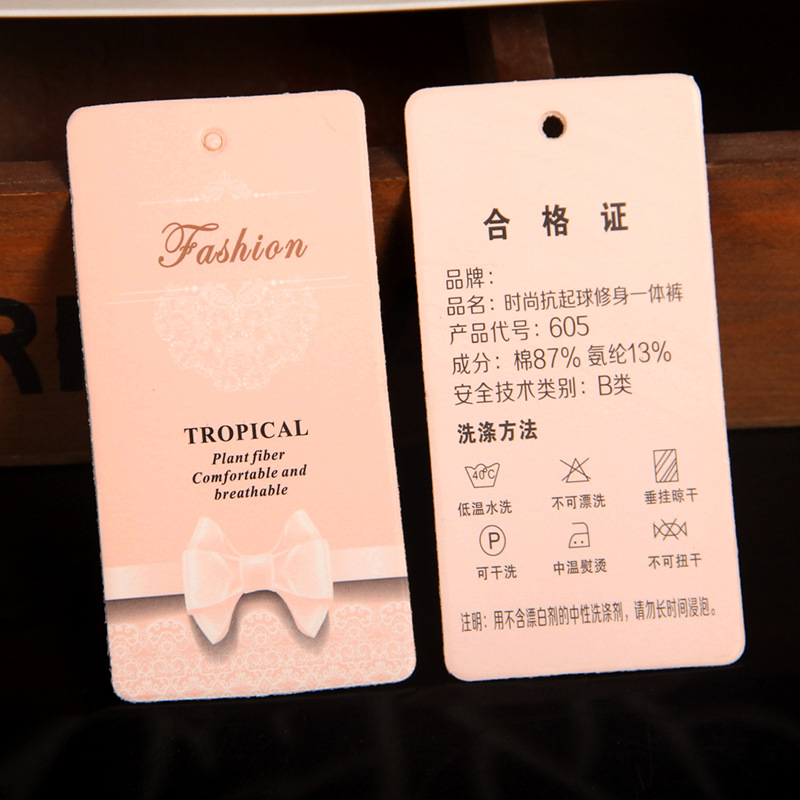 Fashion
TROPICAL
Plant fiber
Comfortable and
breathable
合格证
品牌：
品名：时尚抗起球修身一体裤
产品代号：605
成分：棉87% 氨纶13%
安全技术类别：B类
洗涤方法
40℃
低温水洗 不可漂洗 垂挂晾干
P
可干洗 中温熨烫 不可扭干
注明：用不含漂白剂的中性洗涤剂，请勿长时间浸泡。